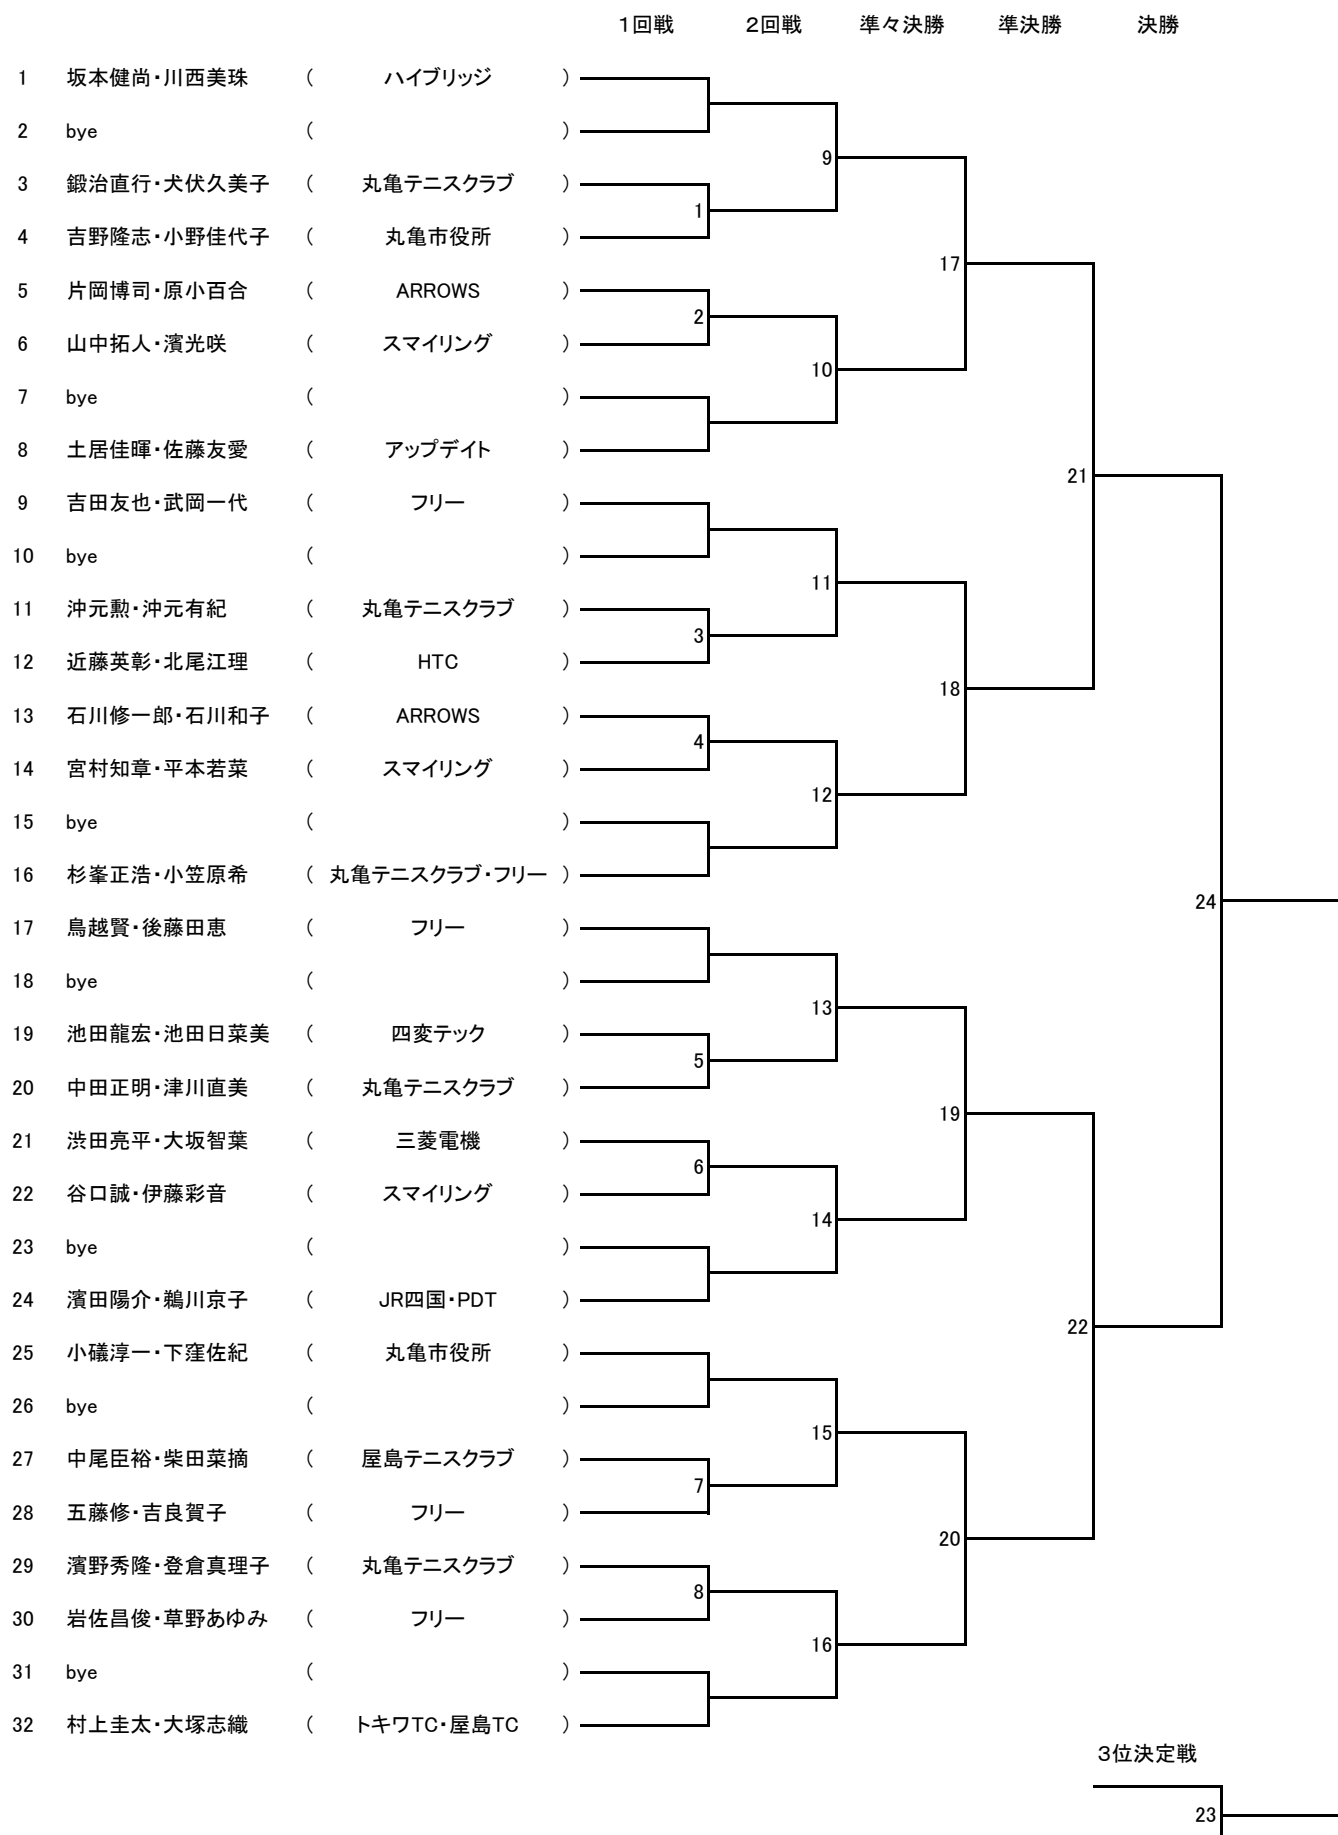 1回戦 2回戦 準々決勝 準決勝 決勝
1 坂本健尚・川西美珠 ( ハイブリッジ )
2 bye ( )
9
3 鍛治直行・犬伏久美子 ( 丸亀テニスクラブ )
1
4 吉野隆志・小野佳代子 ( 丸亀市役所 )
17
5 片岡博司・原小百合 ( ARROWS )
2
6 山中拓人・濱光咲 ( スマイリング )
10
7 bye ( )
8 土居佳暉・佐藤友愛 ( アップデイト )
21
9 吉田友也・武岡一代 ( フリー )
10 bye ( )
11
11 沖元勲・沖元有紀 ( 丸亀テニスクラブ )
3
12 近藤英彰・北尾江理 ( HTC )
18
13 石川修一郎・石川和子 ( ARROWS )
4
14 宮村知章・平本若菜 ( スマイリング )
12
15 bye ( )
16 杉峯正浩・小笠原希 ( 丸亀テニスクラブ・フリー )
24
17 鳥越賢・後藤田恵 ( フリー )
18 bye ( )
13
19 池田龍宏・池田日菜美 ( 四変テック )
5
20 中田正明・津川直美 ( 丸亀テニスクラブ )
19
21 渋田亮平・大坂智葉 ( 三菱電機 )
6
22 谷口誠・伊藤彩音 ( スマイリング )
14
23 bye ( )
24 濱田陽介・鵜川京子 ( JR四国・PDT )
22
25 小礒淳一・下窪佐紀 ( 丸亀市役所 )
26 bye ( )
15
27 中尾臣裕・柴田菜摘 ( 屋島テニスクラブ )
7
28 五藤修・吉良賀子 ( フリー )
20
29 濱野秀隆・登倉真理子 ( 丸亀テニスクラブ )
8
30 岩佐昌俊・草野あゆみ ( フリー )
16
31 bye ( )
32 村上圭太・大塚志織 ( トキワTC・屋島TC )
3位決定戦
23